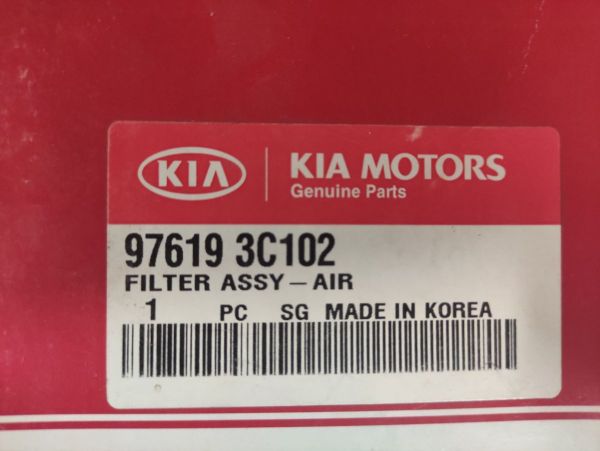 KIA
KIA MOTORS
Genuine Parts
97619 3C102
FILTER ASSY – AIR
1 PC SG MADE IN KOREA